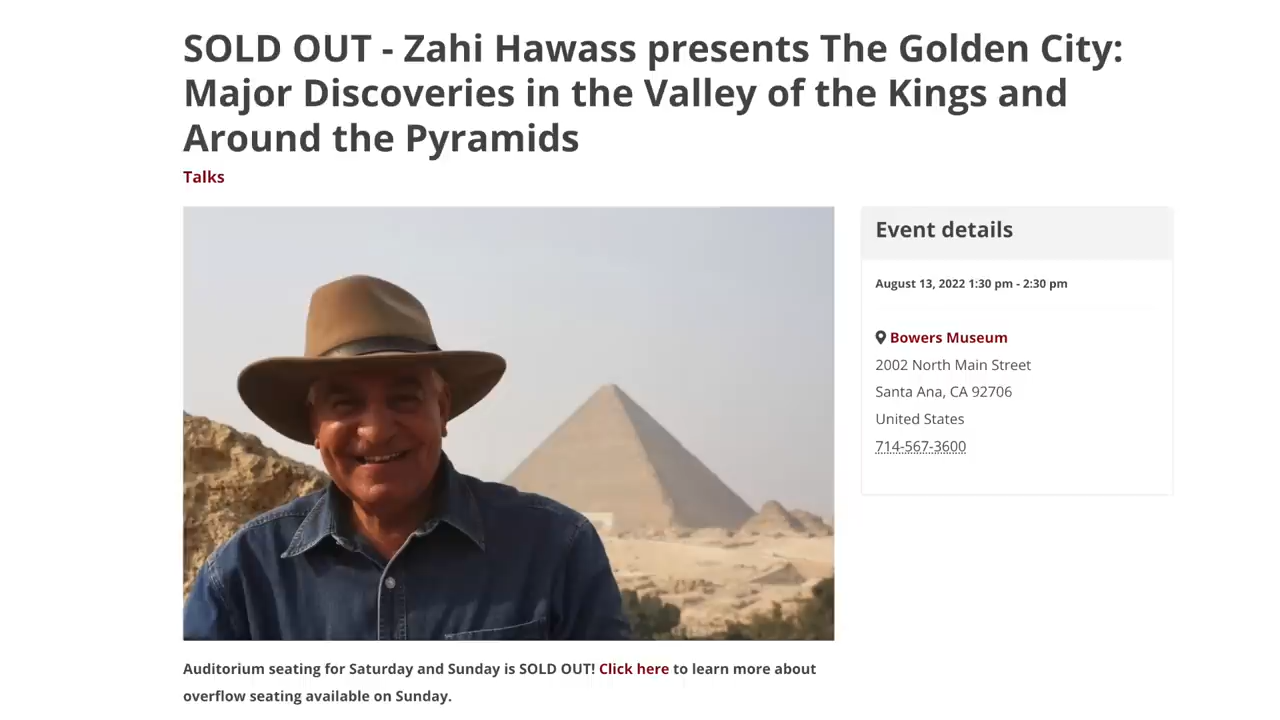 SOLD OUT - Zahi Hawass presents The Golden City:
Major Discoveries in the Valley of the Kings and
Around the Pyramids
Talks
Event details
August 13, 2022 1:30 pm - 2:30 pm
Bowers Museum
2002 North Main Street
Santa Ana, CA 92706
United States
714-567-3600
Auditorium seating for Saturday and Sunday is SOLD OUT! Click here to learn more about
overflow seating available on Sunday.